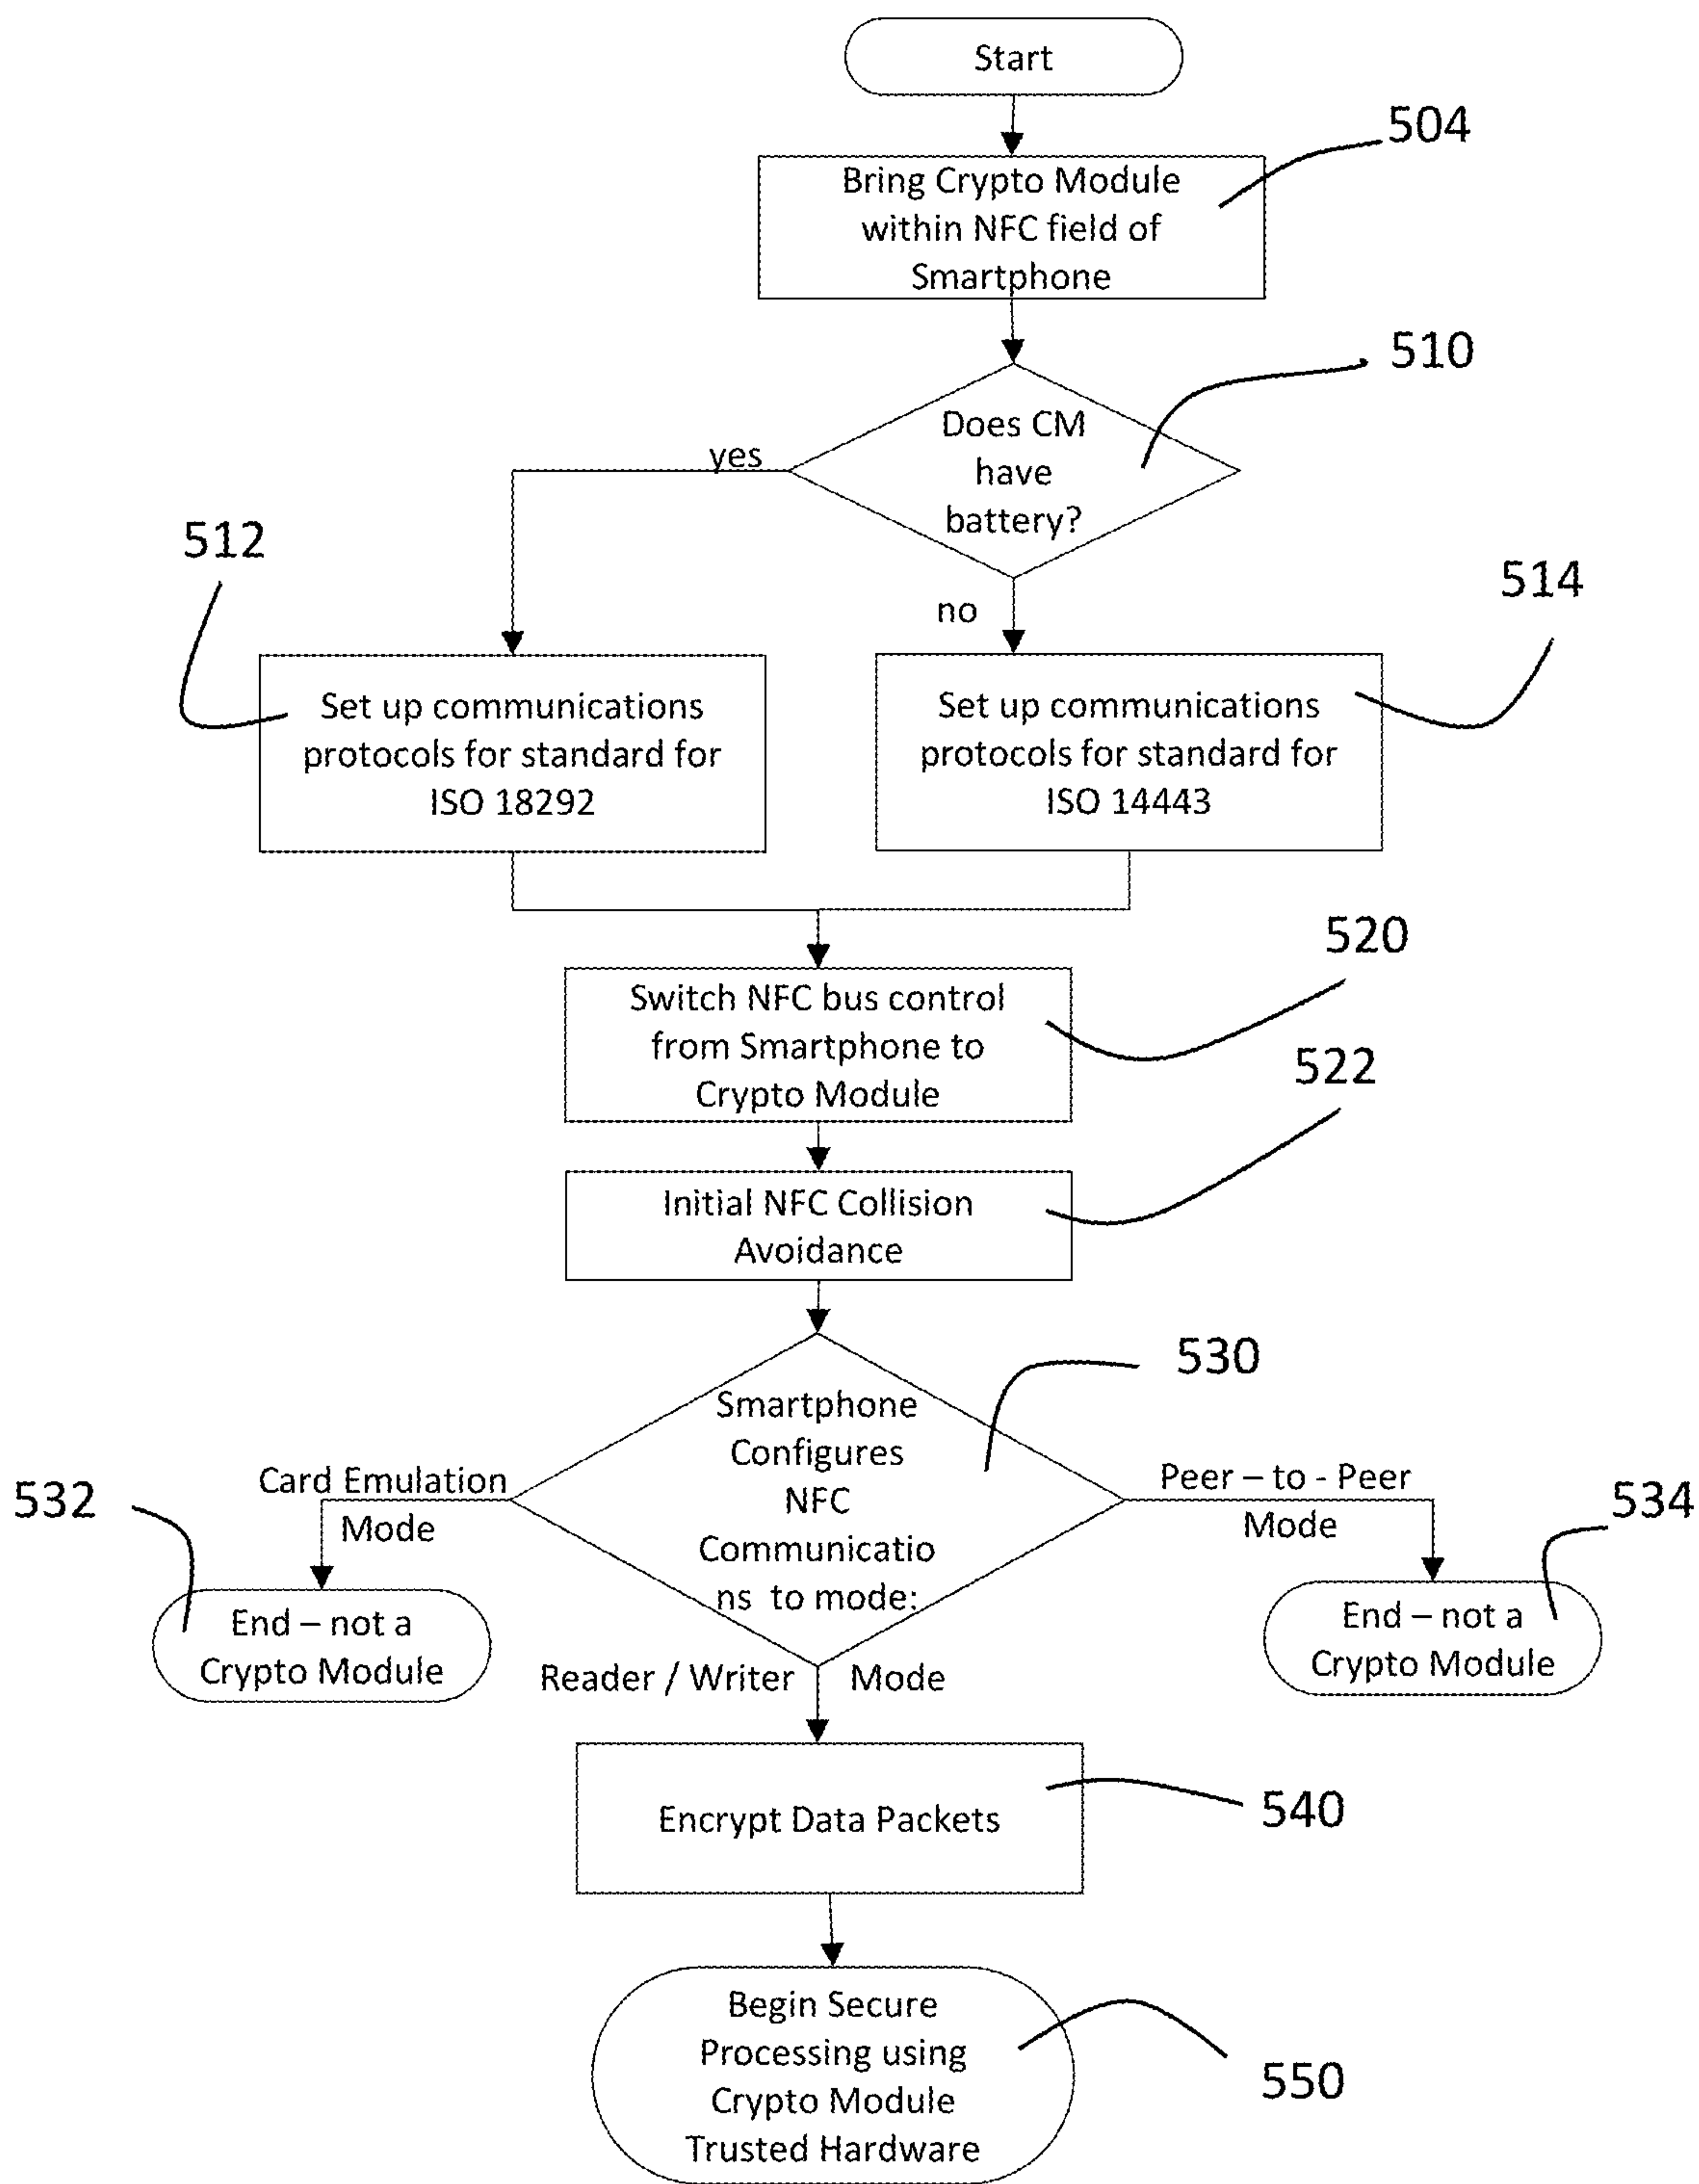 Start
504
Bring Crypto Module
within NFC field of
Smartphone
510
Does CM
have
battery?
yes
no
512
514
Set up communications
protocols for standard for
ISO 18292
Set up communications
protocols for standard for
ISO 14443
520
Switch NFC bus control
from Smartphone to
Crypto Module
522
Initial NFC Collision
Avoidance
530
Smartphone
Configures
NFC
Communicatio
ns to mode:
532
Card Emulation
Mode
Peer – to - Peer
Mode
534
End – not a
Crypto Module
End – not a
Crypto Module
Reader / Writer Mode
Encrypt Data Packets
540
Begin Secure
Processing using
Crypto Module
Trusted Hardware
550